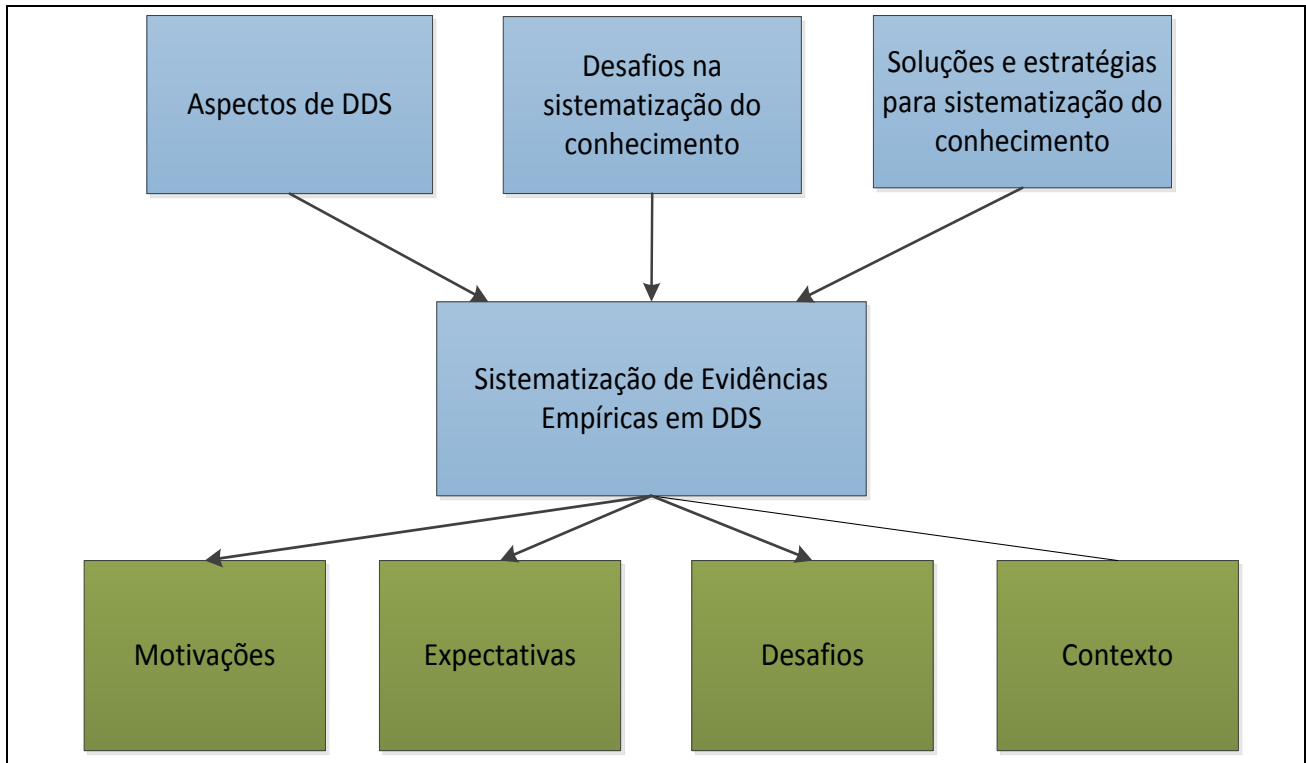 Aspectos de DDS
Desafios na
sistematização do
conhecimento
Soluções e estratégias
para sistematização do
conhecimento
Sistematização de Evidências
Empíricas em DDS
Motivações
Expectativas
Desafios
Contexto